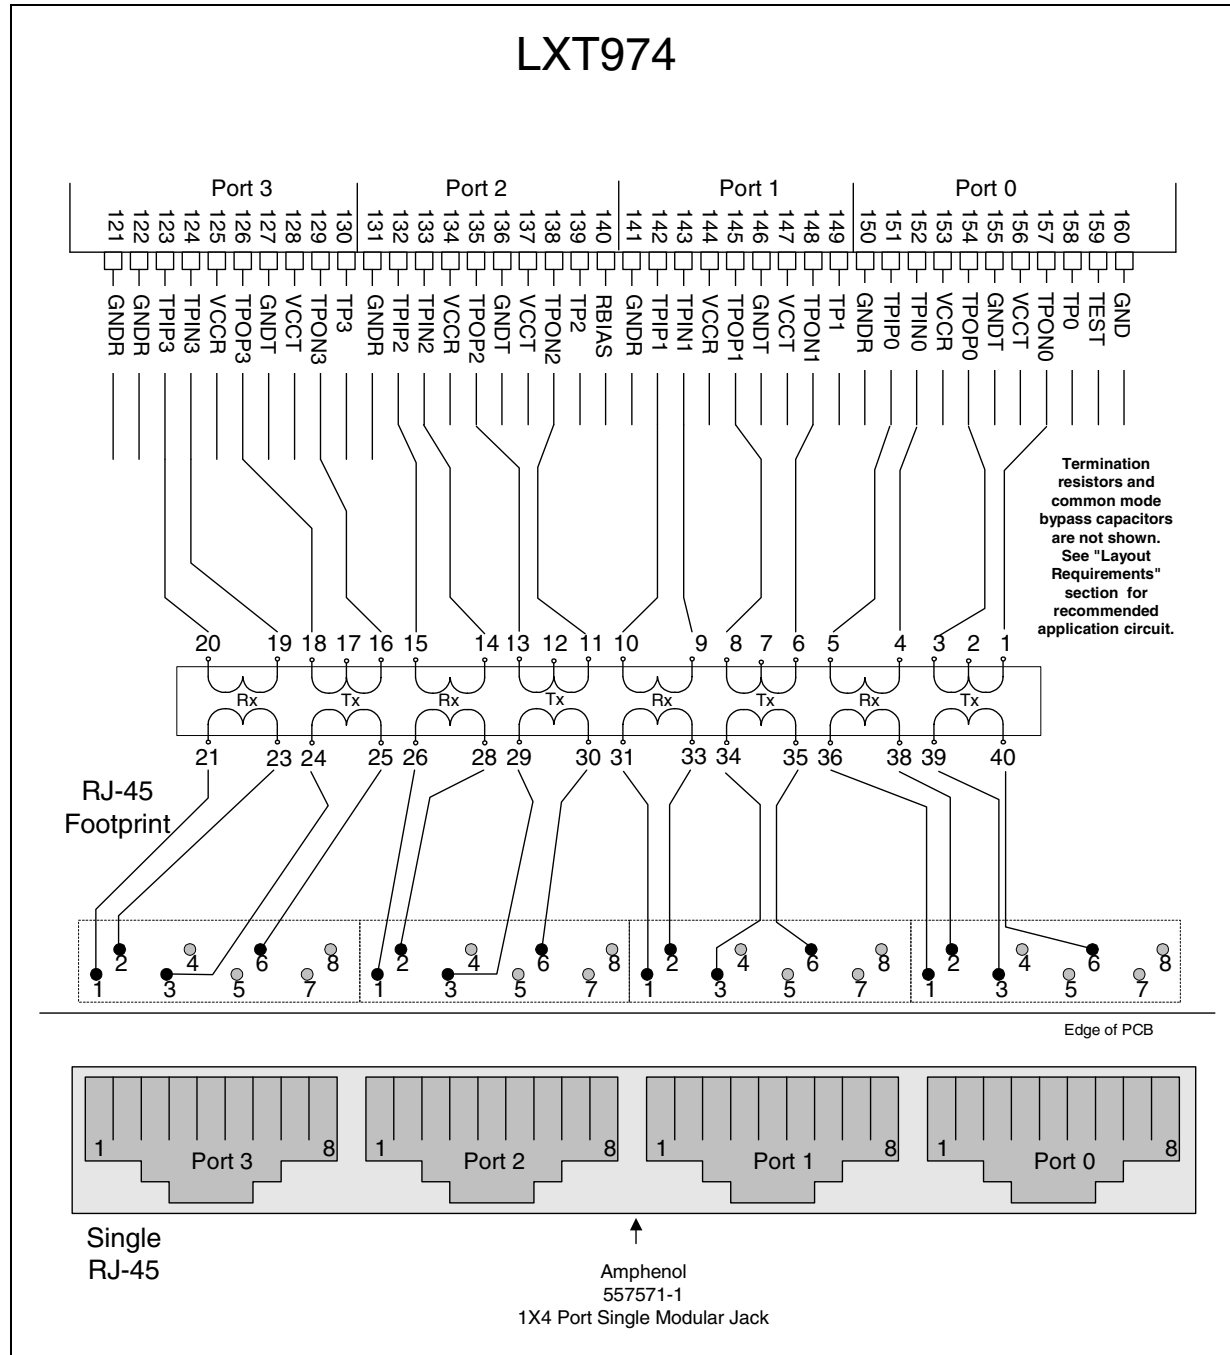 LXT974
Port 3 Port 2 Port 1 Port 0
121 122 123 124 125 126 127 128 129 130 131 132 133 134 135 136 137 138 139 140 141 142 143 144 145 146 147 148 149 150 151 152 153 154 155 156 157 158 159 160
GNDR GNDR TPIP3 TPIN3 VCCR TPOP3 GNDT VCCT TPON3 TP3 GNDR TPIP2 TPIN2 VCCR TPOP2 GNDT VCCT TPON2 TP2 RBIAS GNDR TPIP1 TPIN1 VCCR TPOP1 GNDT VCCT TPON1 TP1 GNDR TPIP0 TPIN0 VCCR TPOP0 GNDT VCCT TPON0 TP0 TEST GND
Termination
resistors and
common mode
bypass capacitors
are not shown.
See "Layout
Requirements"
section for
recommended
application circuit.
20 19 18 17 16 15 14 13 12 11 10 9 8 7 6 5 4 3 2 1
Rx Tx Rx Tx Rx Tx Rx Tx
21 23 24 25 26 28 29 30 31 33 34 35 36 38 39 40
RJ-45
Footprint
2 4 6 8 2 4 6 8 2 4 6 8 2 4 6 8
1 3 5 7 1 3 5 7 1 3 5 7 1 3 5 7
Edge of PCB
1 8 1 8 1 8 1 8
Port 3 Port 2 Port 1 Port 0
Single
RJ-45
Amphenol
557571-1
1X4 Port Single Modular Jack